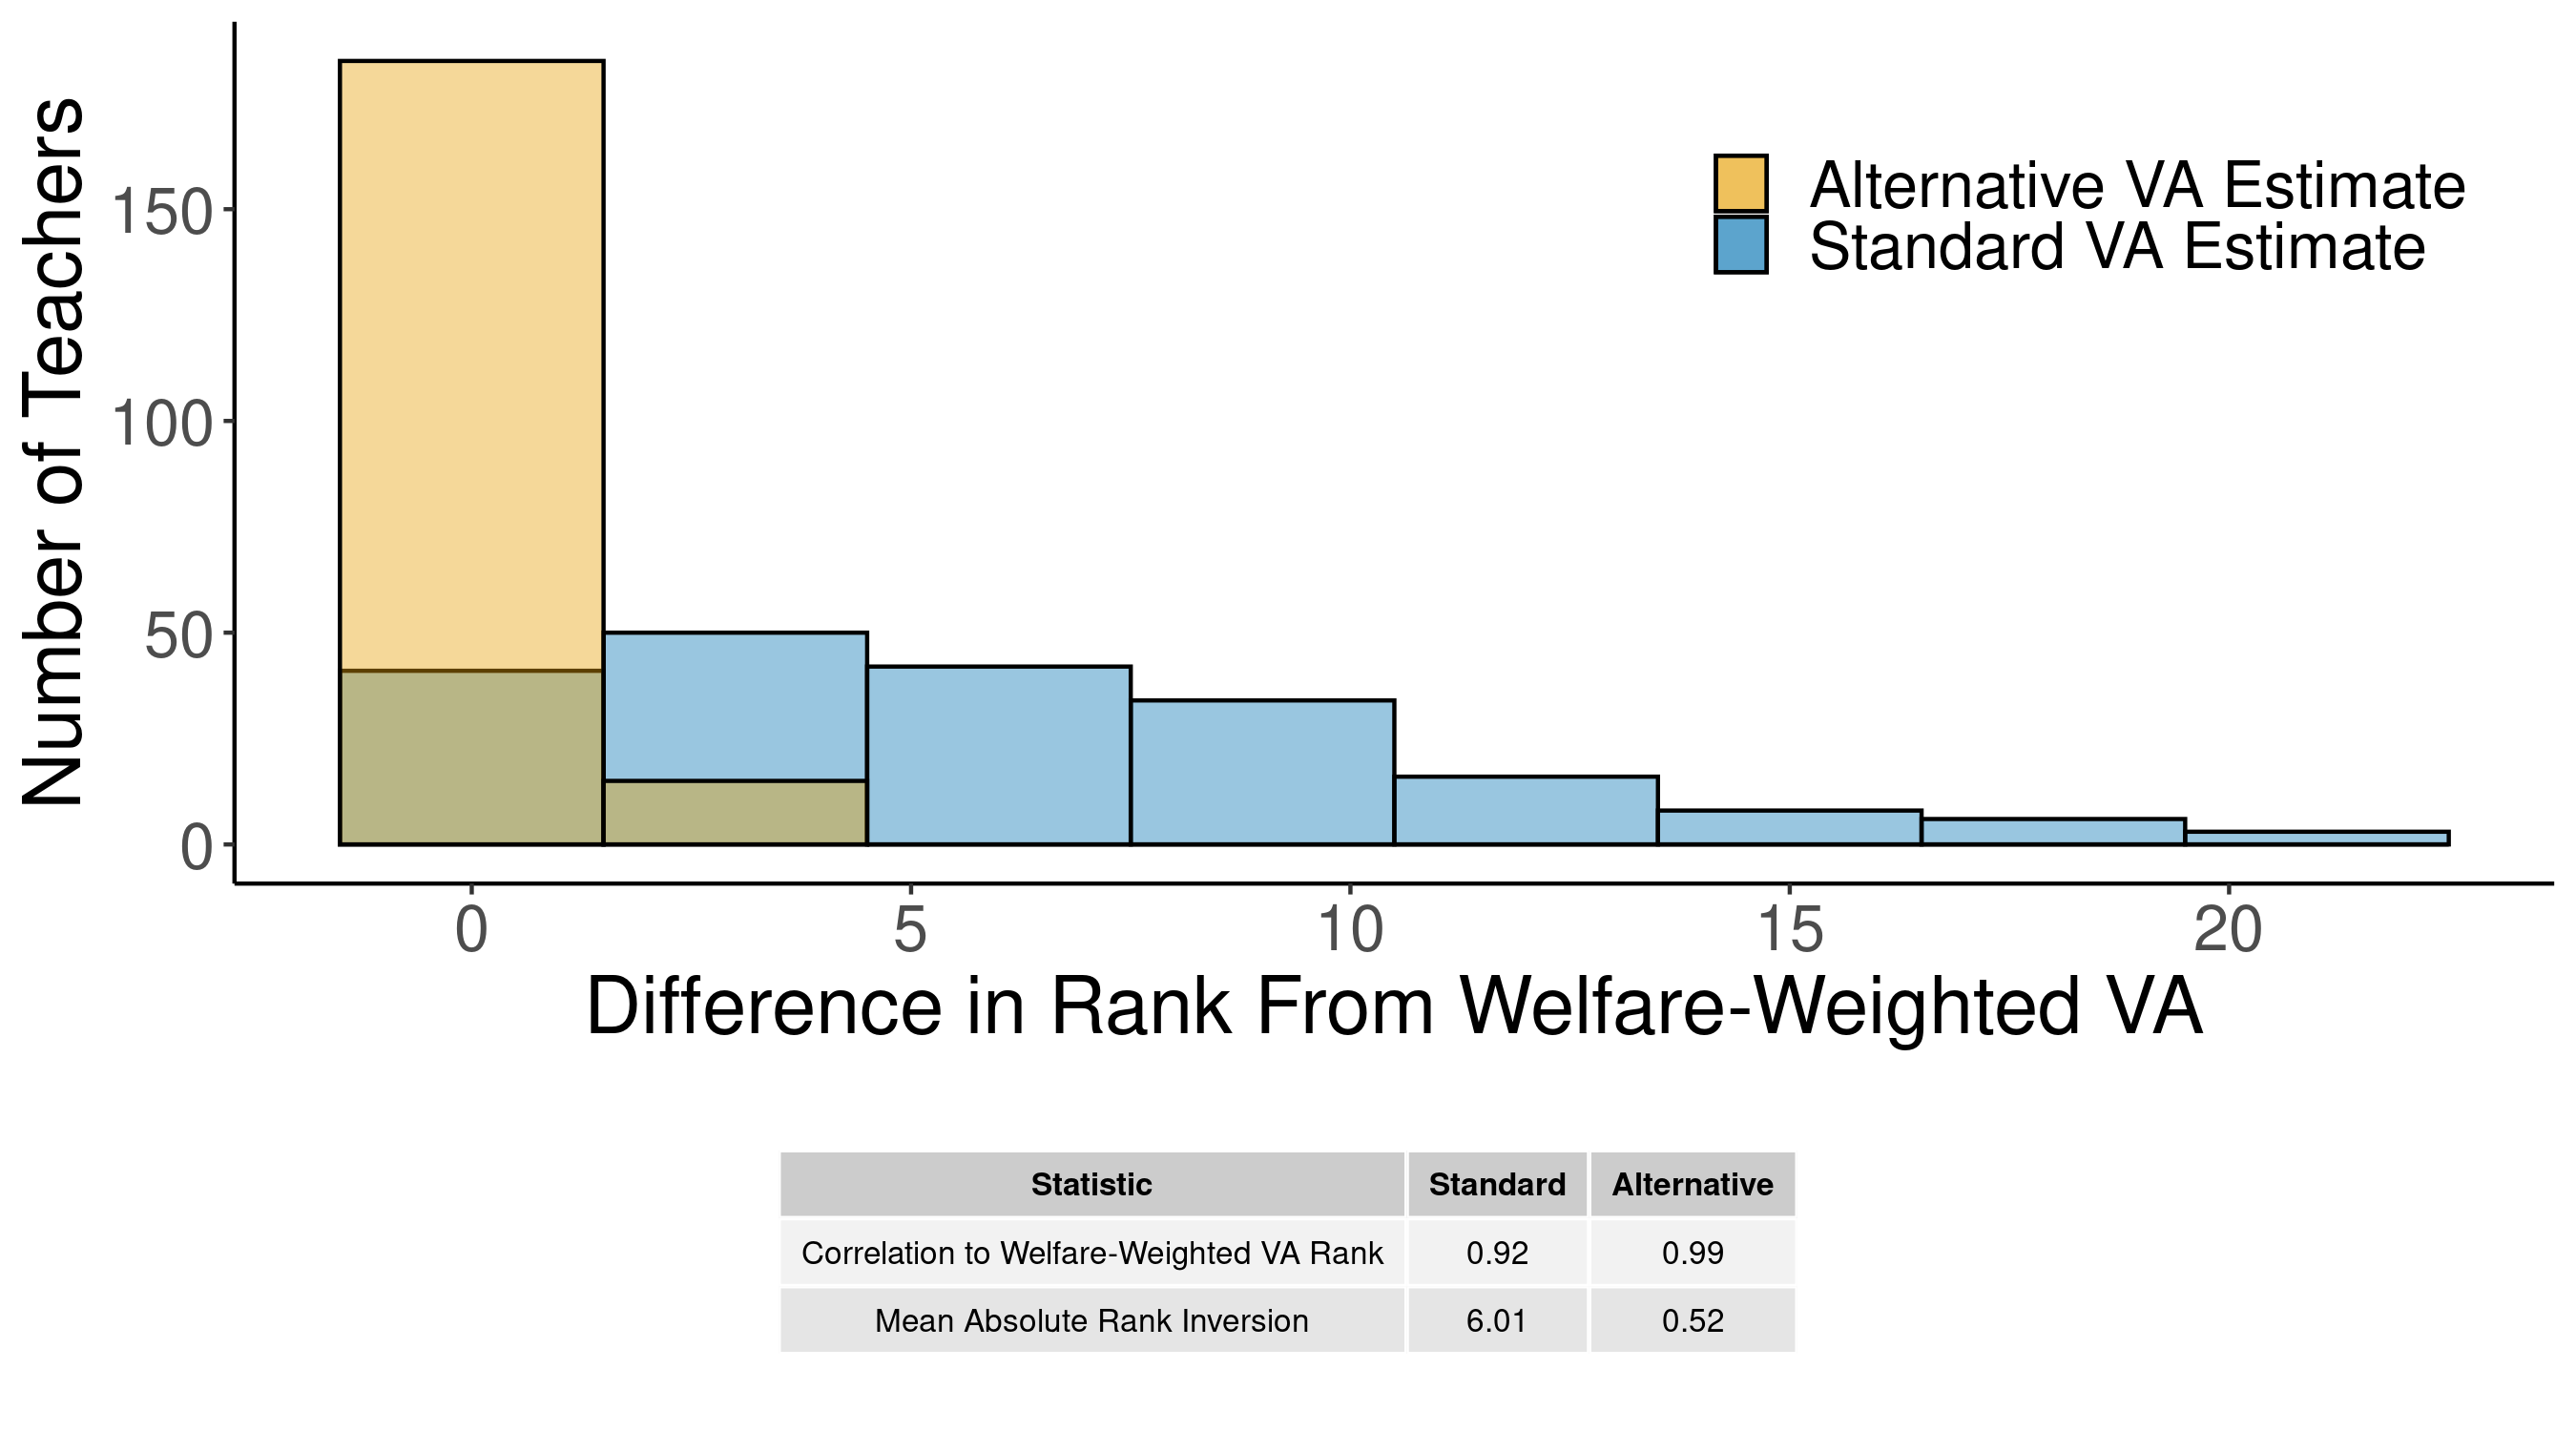 Number of Teachers
150
100
50
0
Alternative VA Estimate
Standard VA Estimate
0 5 10 15 20
Difference in Rank From Welfare-Weighted VA
Statistic Standard Alternative
Correlation to Welfare-Weighted VA Rank 0.92 0.99
Mean Absolute Rank Inversion 6.01 0.52